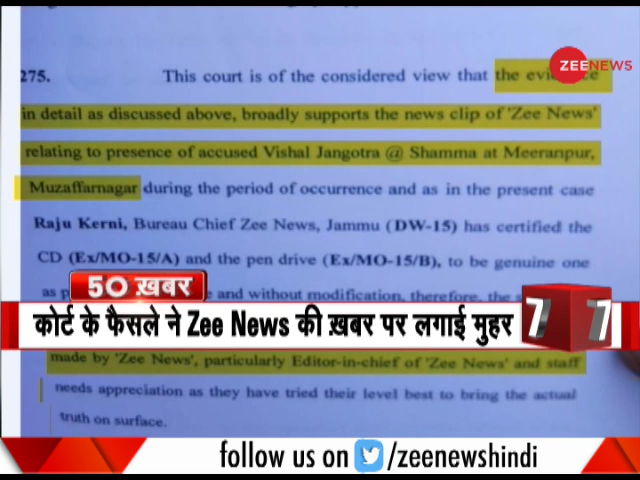 ZEENEWS
275. This court is of the considered view that the
in detail as discussed above, broadly supports the news clip of 'Zee News'
relating to presence of accused Vishal Jangotra @ Shamma at Meeranpur,
Muzaffarnagar during the period of occurrence and as in the present case
Raju Kerni, Bureau Chief Zee News, Jammu (DW-15) has certified the
CD (Ex/MO-15/A) and the pen drive (Ex/MO-15/B), to be genuine one
and without modification, therefore, the
50 ख़बर
कोर्ट के फैसले ने Zee News की ख़बर पर लगाई मुहर
7 7
made by 'Zee News', particularly Editor-in-chief of 'Zee News' and staff
needs appreciation as they have tried their level best to bring the actual
truth on surface.
follow us on /zeenewshindi